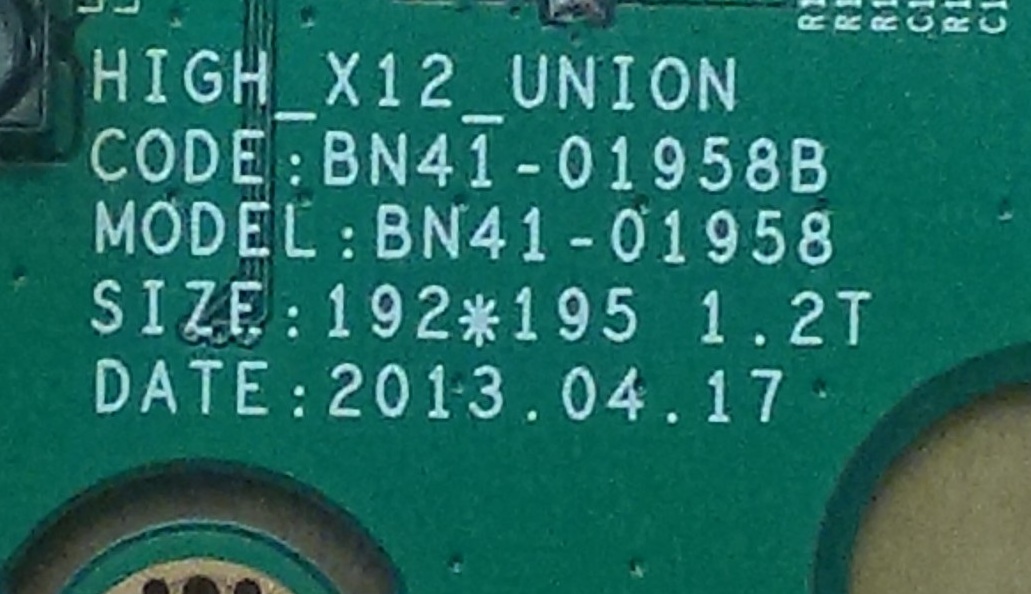 HIGH_X12_UNION
CODE:BN41-01958B
MODEL:BN41-01958
SIZE:192*195 1.2T
DATE:2013.04.17